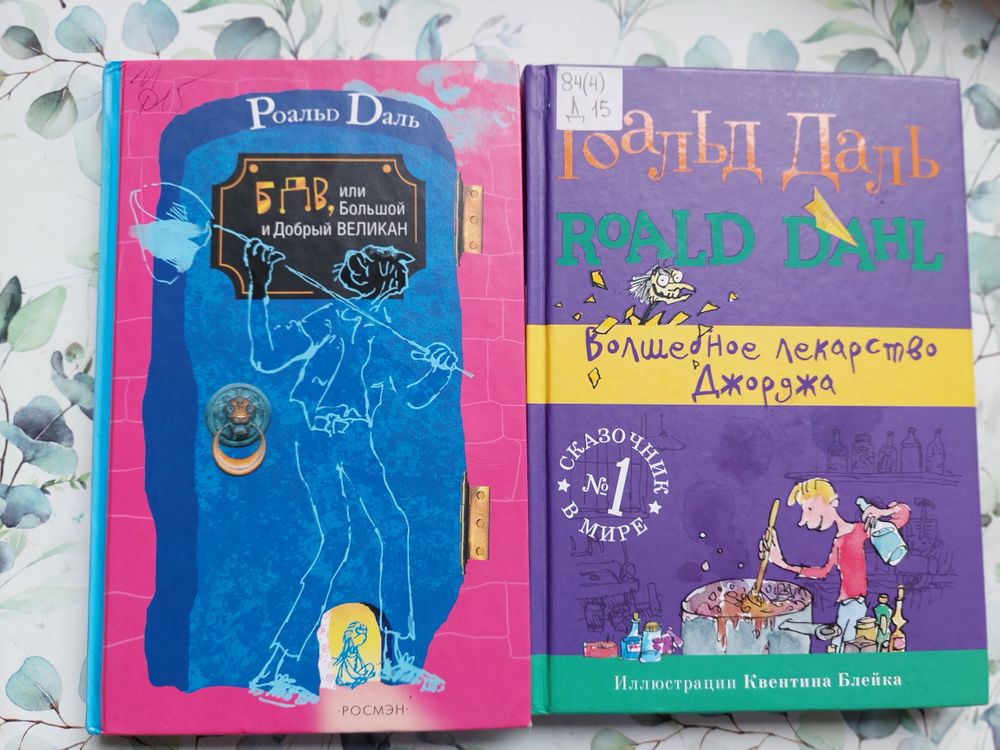 Роальд Даль
БДВ, или
Большой
и Добрый ВЕЛИКАН
·РОСМЭН·
84(4)
Д 15
Роальд Даль
ROALD DAHL
Волшебное лекарство
Джорджа
СКАЗОЧНИК
№1
В МИРЕ
Иллюстрации Квентина Блейка